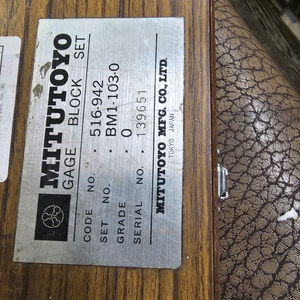 MITUTOYO
GAGE BLOCK SET
CODE NO. : 516-942
SET NO. : BM1-103-0
GRADE : 0
SERIAL NO. : 139651
MITUTOYO MFG. CO., LTD.
TOKYO JAPAN